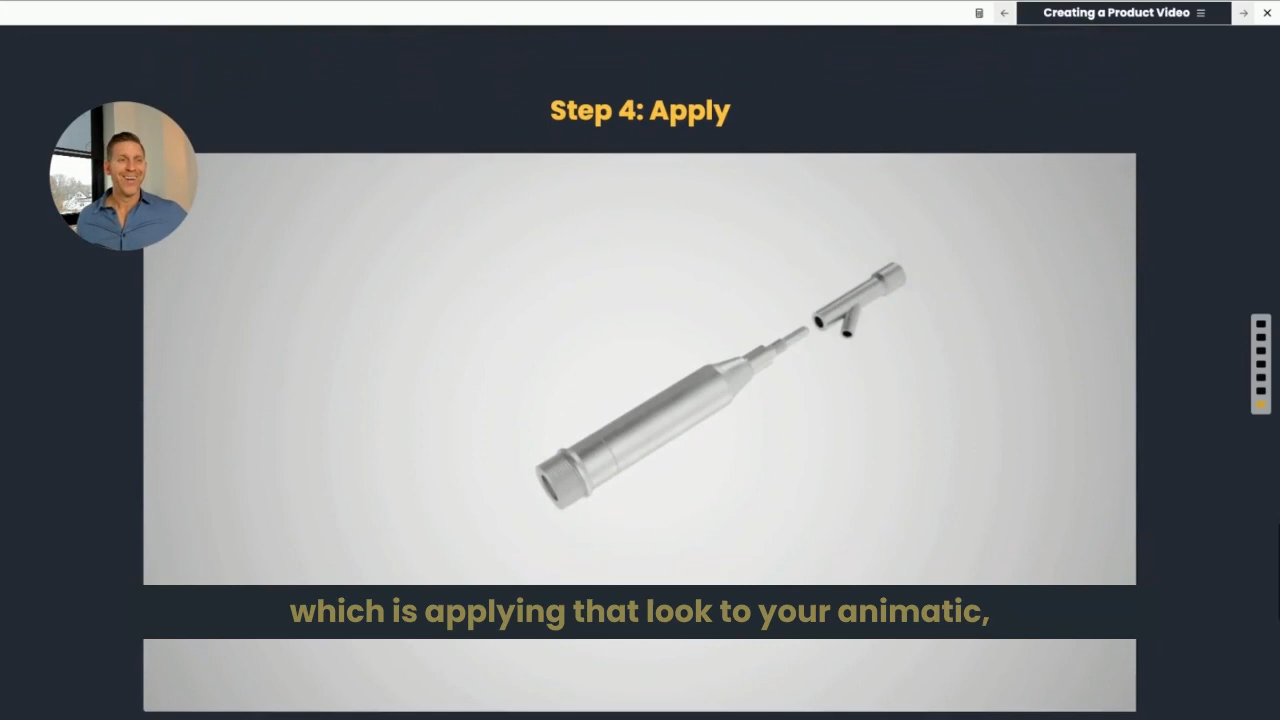 Creating a Product Video
Step 4: Apply
which is applying that look to your animatic,